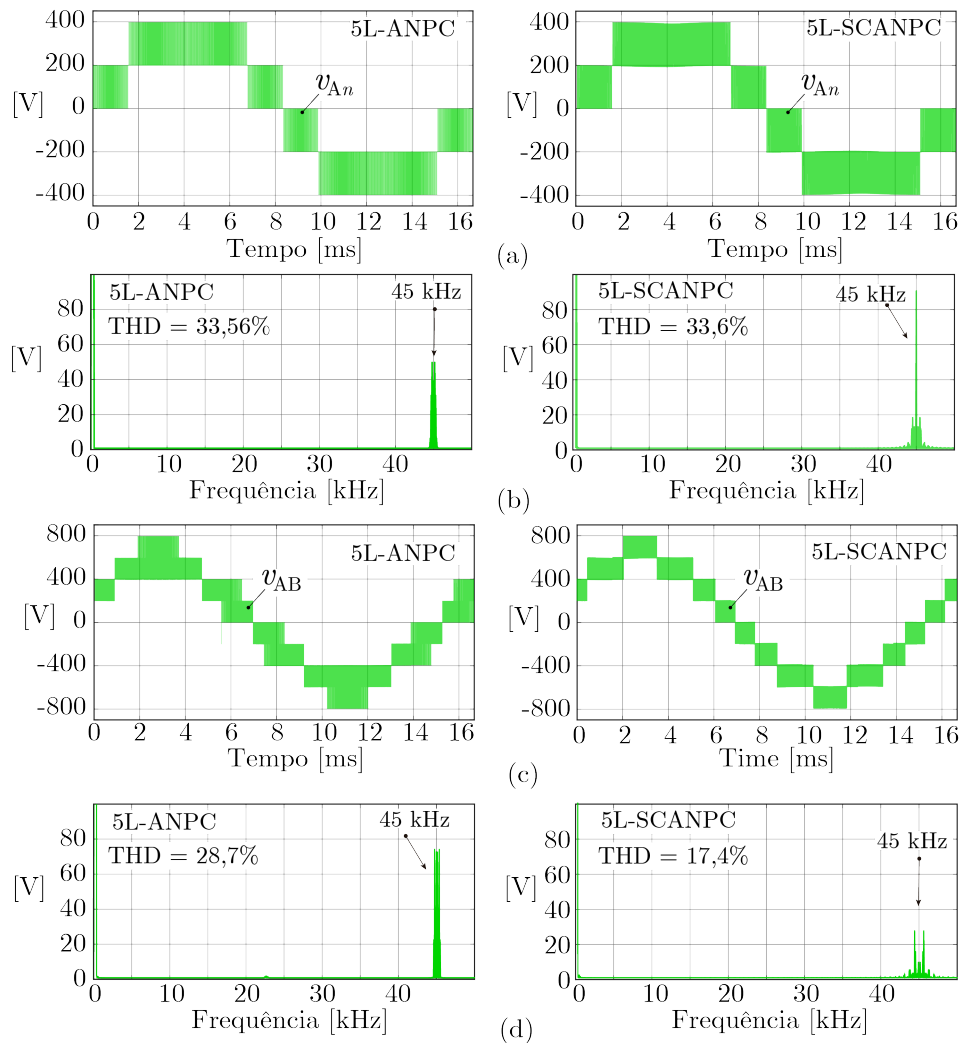 5L-ANPC
400
200
0
-200
-400
[V]
vAn
0 2 4 6 8 10 12 14 16
Tempo [ms]
5L-SCANPC
400
200
0
-200
-400
[V]
vAn
0 2 4 6 8 10 12 14 16
Tempo [ms]
(a)
5L-ANPC
45 kHz
THD = 33,56%
80
60
40
20
0
[V]
0 10 20 30 40
Frequência [kHz]
5L-SCANPC
45 kHz
THD = 33,6%
80
60
40
20
0
[V]
0 10 20 30 40
Frequência [kHz]
(b)
5L-ANPC
800
400
0
-400
-800
[V]
vAB
0 2 4 6 8 10 12 14 16
Tempo [ms]
5L-SCANPC
800
400
0
-400
-800
[V]
vAB
0 2 4 6 8 10 12 14 16
Time [ms]
(c)
5L-ANPC
45 kHz
THD = 28,7%
80
60
40
20
0
[V]
0 10 20 30 40
Frequência [kHz]
5L-SCANPC
45 kHz
THD = 17,4%
80
60
40
20
0
[V]
0 10 20 30 40
Frequência [kHz]
(d)